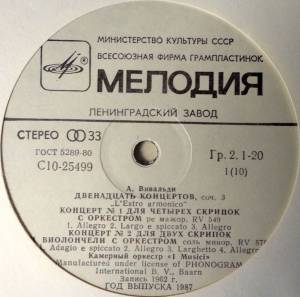 МИНИСТЕРСТВО КУЛЬТУРЫ СССР
ВСЕСОЮЗНАЯ ФИРМА ГРАМПЛАСТИНОК
МЕЛОДИЯ
ЛЕНИНГРАДСКИЙ ЗАВОД
СТЕРЕО 33
ГОСТ 5289-80
Гр. 2. 1-20
С10-25499
1(10)
А. Вивальди
ДВЕНАДЦАТЬ КОНЦЕРТОВ, соч. 3
"L'Estro armonico"
КОНЦЕРТ № 1 ДЛЯ ЧЕТЫРЕХ СКРИПОК
С ОРКЕСТРОМ ре мажор, RV 549
1. Allegro 2. Largo e spiccato 3. Allegro
КОНЦЕРТ № 2 ДЛЯ ДВУХ СКРИПОК
ВИОЛОНЧЕЛИ С ОРКЕСТРОМ соль минор, RV 578
Adagio e spiccato 2. Allegro 3. Larghetto 4. Allegro
Камерный оркестр «I Musici»
Manufactured under license of PHONOGRAM
International B. V., Baarn
Запись 1962 г.
ГОД ВЫПУСКА 1987